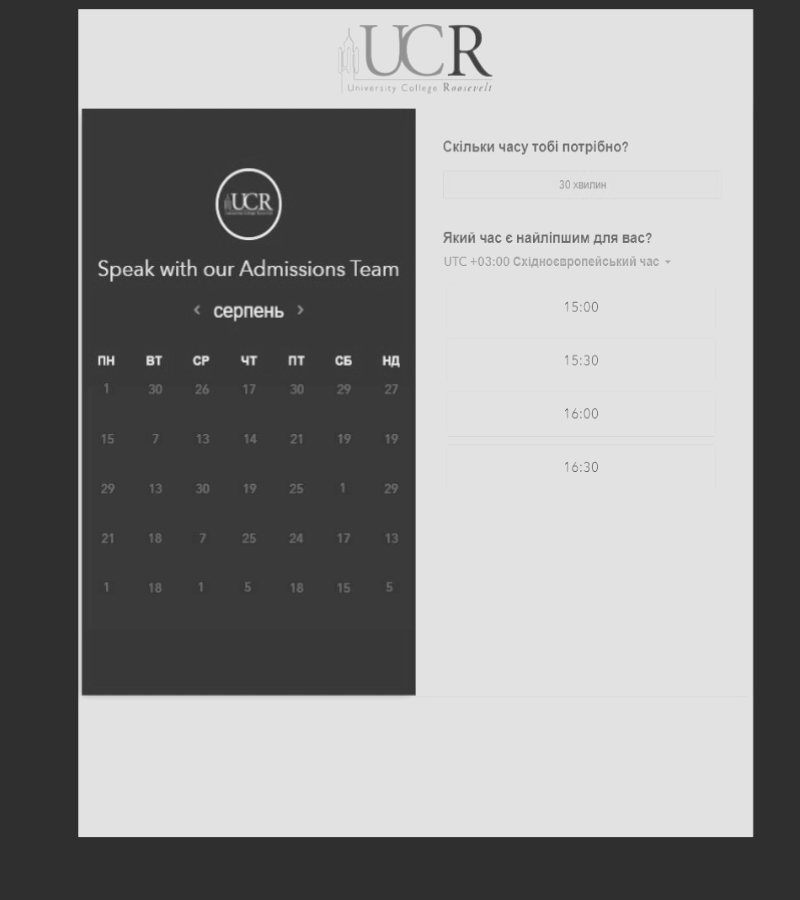 UCR
University College Roosevelt
UCR
Speak with our Admissions Team
‹ серпень ›
ПН ВТ СР ЧТ ПТ СБ НД
1 30 26 17 30 29 27
15 7 13 14 21 19 19
29 13 30 19 25 1 29
21 18 7 25 24 17 13
1 18 1 5 18 15 5
Скільки часу тобі потрібно?
30 хвилин
Який час є найліпшим для вас?
UTC +03:00 Східноєвропейський час
15:00
15:30
16:00
16:30